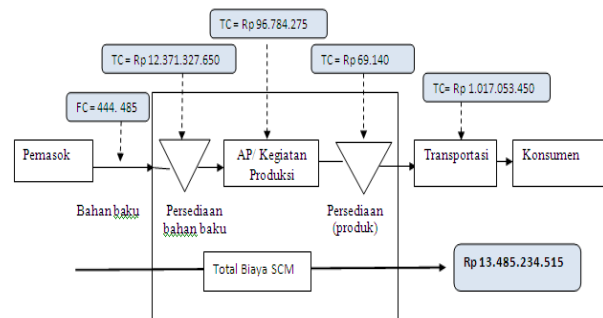 TC = Rp 96.784.275
TC = Rp 12.371.327.650
TC = Rp 69.140
TC = Rp 1.017.053.450
FC = 444. 485
Pemasok
AP/ Kegiatan
Produksi
Transportasi
Konsumen
Bahan baku
Persediaan
bahan baku
Persediaan
(produk)
Total Biaya SCM
Rp 13.485.234.515